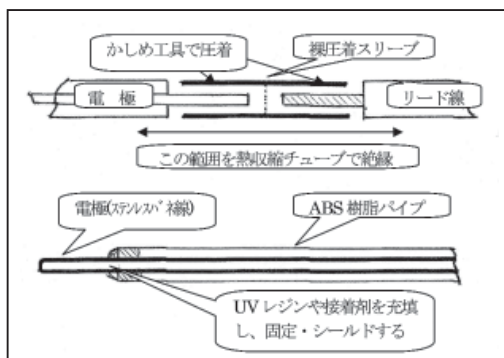 かしめ工具で圧着
裸圧着スリーブ
電 極
リード線
この範囲を熱収縮チューブで絶縁
電極(ステンレスバネ線)
ABS 樹脂パイプ
UV レジンや接着剤を充填
し、固定・シールドする